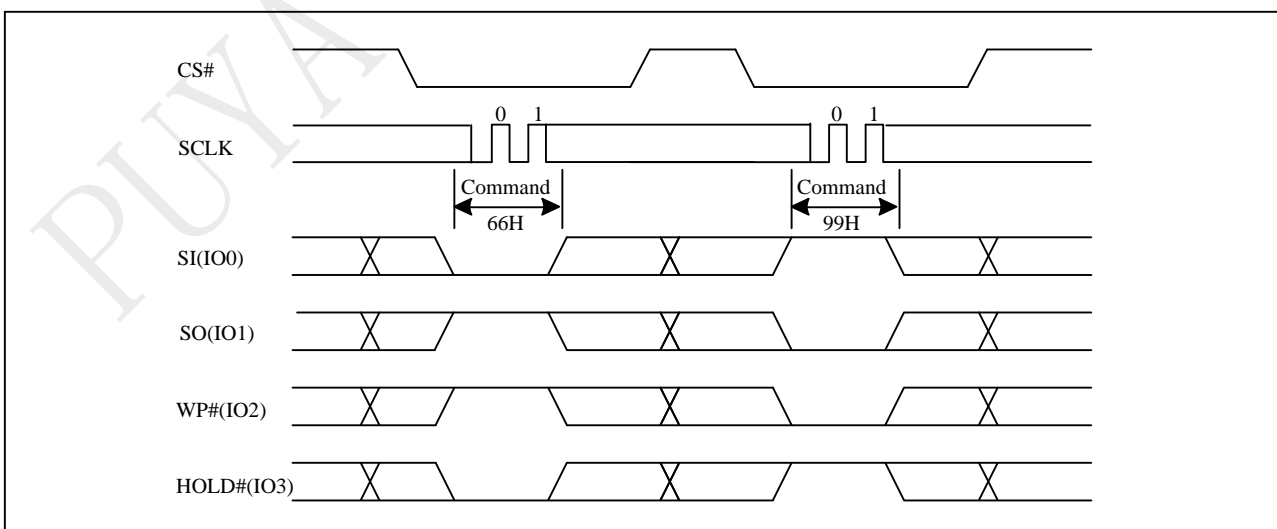 PUYA
CS#
0 1 0 1
SCLK
Command Command
66H 99H
SI(IO0)
SO(IO1)
WP#(IO2)
HOLD#(IO3)